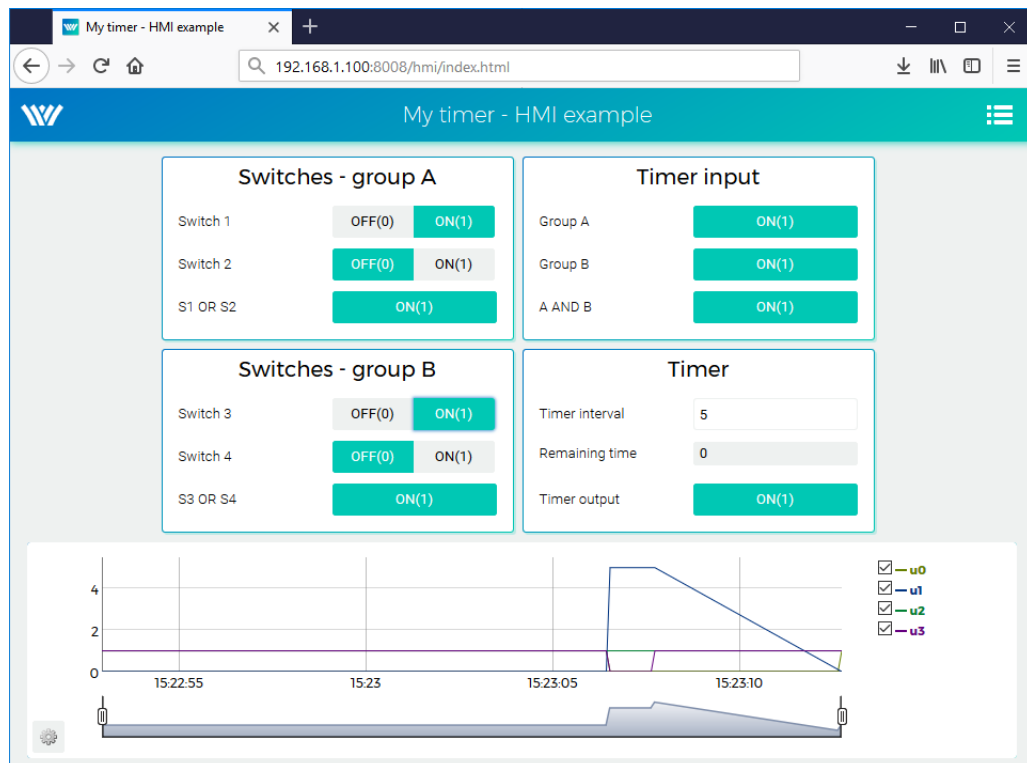 My timer - HMI example
192.168.1.100:8008/hmi/index.html
My timer - HMI example
Switches - group A
Switch 1 OFF(0) ON(1)
Switch 2 OFF(0) ON(1)
S1 OR S2 ON(1)
Timer input
Group A ON(1)
Group B ON(1)
A AND B ON(1)
Switches - group B
Switch 3 OFF(0) ON(1)
Switch 4 OFF(0) ON(1)
S3 OR S4 ON(1)
Timer
Timer interval 5
Remaining time 0
Timer output ON(1)
4
2
0
15:22:55 15:23 15:23:05 15:23:10
u0
u1
u2
u3